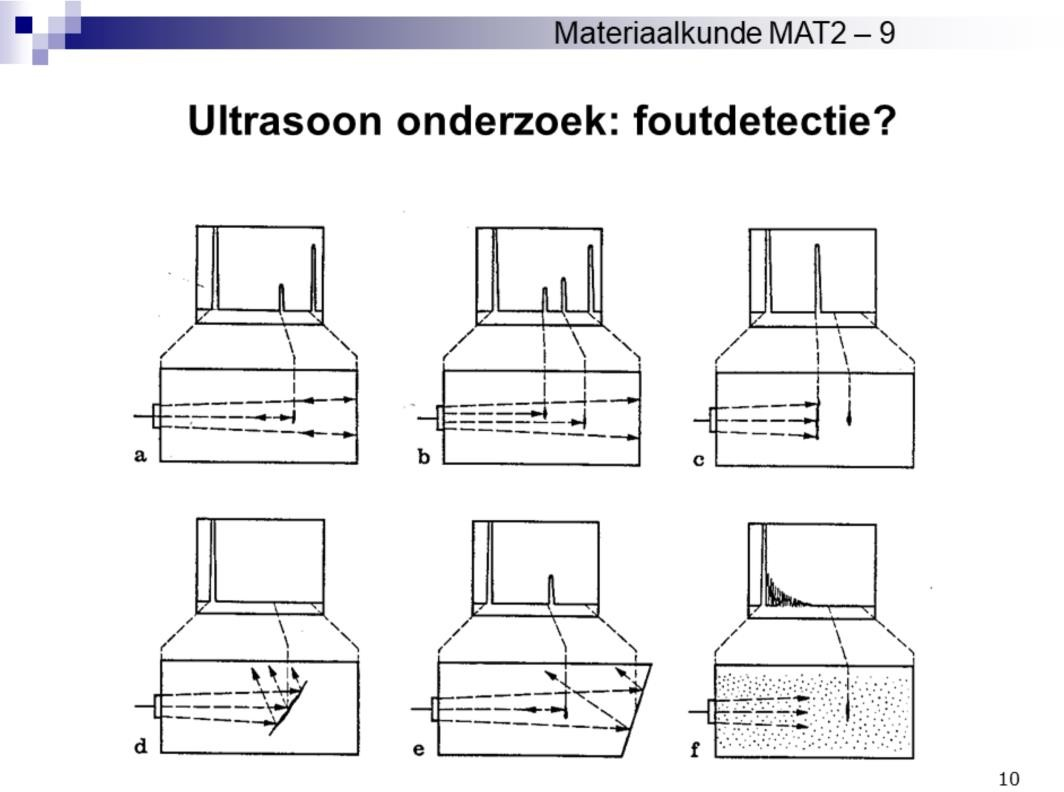 Materiaalkunde MAT2 – 9
Ultrasoon onderzoek: foutdetectie?
a
b
c
d
e
f
10